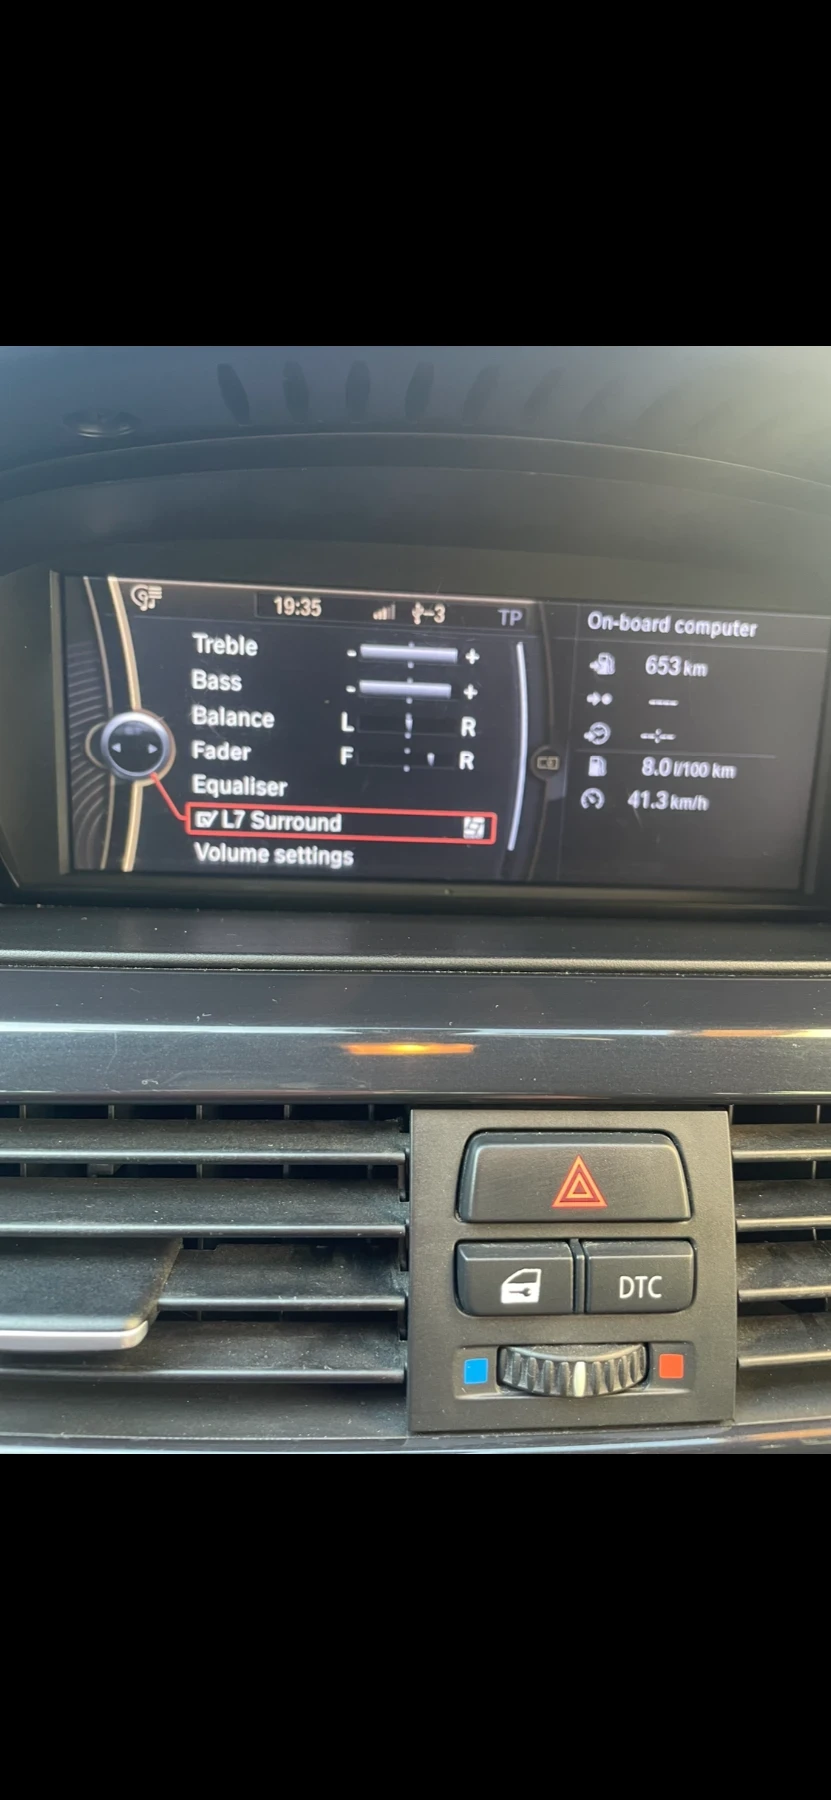 19:35
-3
TP
Treble - +
Bass - +
Balance L R
Fader F R
Equaliser
L7 Surround
Volume settings
On-board computer
653 km
----
--:--
8.0 l/100 km
41.3 km/h
DTC